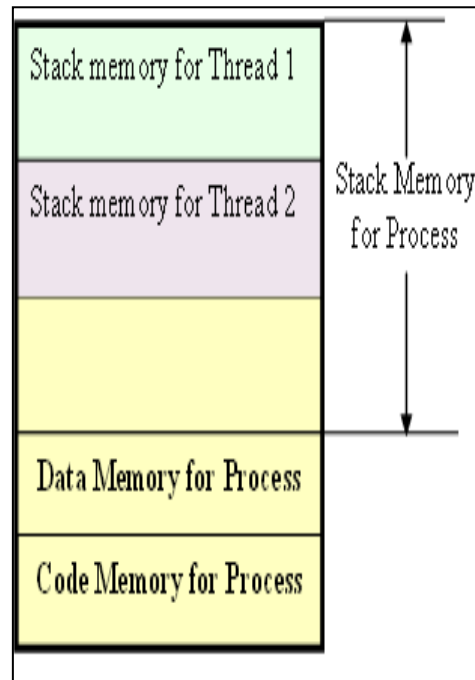 Stack memory for Thread 1
Stack memory for Thread 2
Stack Memory
for Process
Data Memory for Process
Code Memory for Process